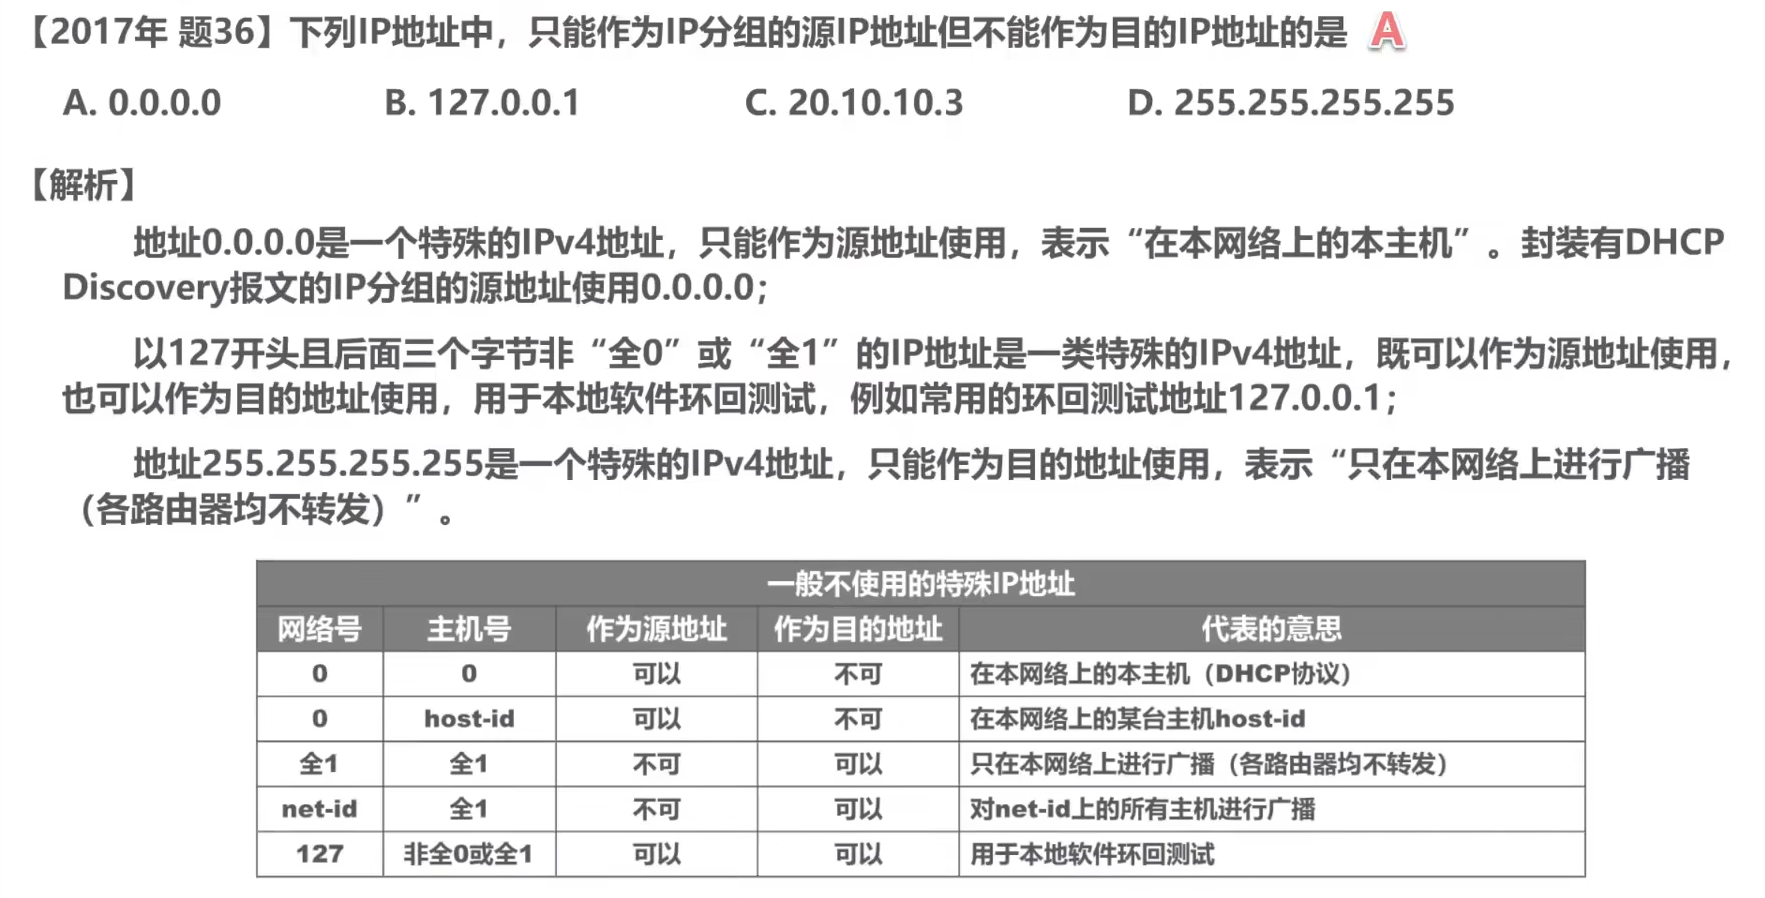 【2017年 题36】下列IP地址中，只能作为IP分组的源IP地址但不能作为目的IP地址的是 A
A. 0.0.0.0 B. 127.0.0.1 C. 20.10.10.3 D. 255.255.255.255
【解析】
地址0.0.0.0是一个特殊的IPv4地址，只能作为源地址使用，表示“在本网络上的本主机”。封装有DHCP
Discovery报文的IP分组的源地址使用0.0.0.0；
以127开头且后面三个字节非“全0”或“全1”的IP地址是一类特殊的IPv4地址，既可以作为源地址使用，
也可以作为目的地址使用，用于本地软件环回测试，例如常用的环回测试地址127.0.0.1；
地址255.255.255.255是一个特殊的IPv4地址，只能作为目的地址使用，表示“只在本网络上进行广播
（各路由器均不转发）”。
一般不使用的特殊IP地址
网络号 主机号 作为源地址 作为目的地址 代表的意思
0 0 可以 不可 在本网络上的本主机（DHCP协议）
0 host-id 可以 不可 在本网络上的某台主机host-id
全1 全1 不可 可以 只在本网络上进行广播（各路由器均不转发）
net-id 全1 不可 可以 对net-id上的所有主机进行广播
127 非全0或全1 可以 可以 用于本地软件环回测试